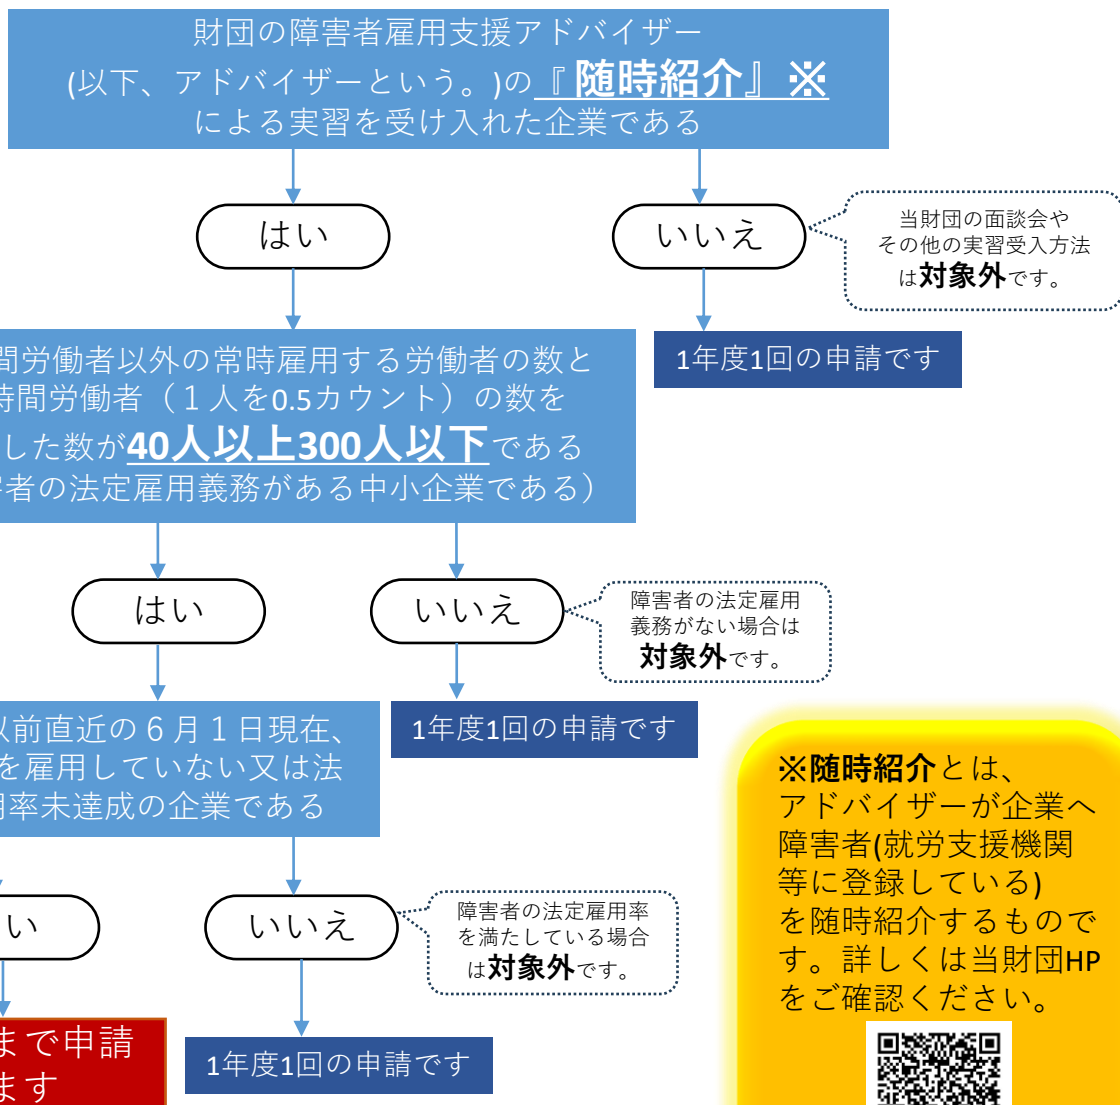 財団の障害者雇用支援アドバイザー
(以下、アドバイザーという。)の『随時紹介』※
による実習を受け入れた企業である
はい
いいえ
当財団の面談会や
その他の実習受入方法
は対象外です。
1年度1回の申請です
間労働者以外の常時雇用する労働者の数と
時間労働者（１人を0.5カウント）の数を
した数が40人以上300人以下である
害者の法定雇用義務がある中小企業である）
はい
いいえ
障害者の法定雇用
義務がない場合は
対象外です。
1年度1回の申請です
以前直近の６月１日現在、
を雇用していない又は法
用率未達成の企業である
い
いいえ
障害者の法定雇用率
を満たしている場合
は対象外です。
まで申請
ます
1年度1回の申請です
※随時紹介とは、
アドバイザーが企業へ
障害者(就労支援機関
等に登録している)
を随時紹介するもので
す。詳しくは当財団HP
をご確認ください。